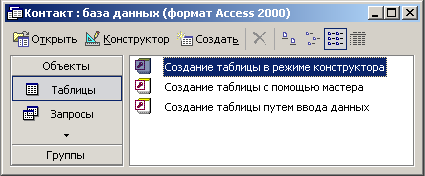 Контакт : база данных (формат Access 2000)
Открыть Конструктор Создать
Объекты
Таблицы
Запросы
Группы
Создание таблицы в режиме конструктора
Создание таблицы с помощью мастера
Создание таблицы путем ввода данных